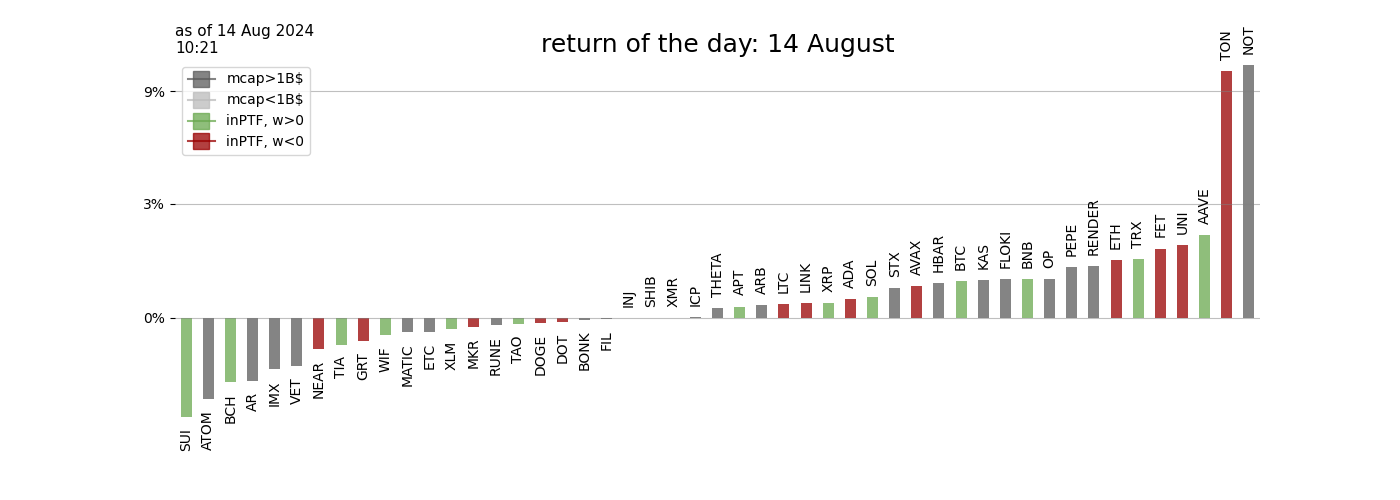 as of 14 Aug 2024
10:21
return of the day: 14 August
mcap>1B$
mcap<1B$
inPTF, w>0
inPTF, w<0
9%
3%
0%
SUI
ATOM
BCH
AR
IMX
VET
NEAR
TIA
GRT
WIF
MATIC
ETC
XLM
MKR
RUNE
TAO
DOGE
DOT
BONK
FIL
INJ
SHIB
XMR
ICP
THETA
APT
ARB
LTC
LINK
XRP
ADA
SOL
STX
AVAX
HBAR
BTC
KAS
FLOKI
BNB
OP
PEPE
RENDER
ETH
TRX
FET
UNI
AAVE
TON
NOT